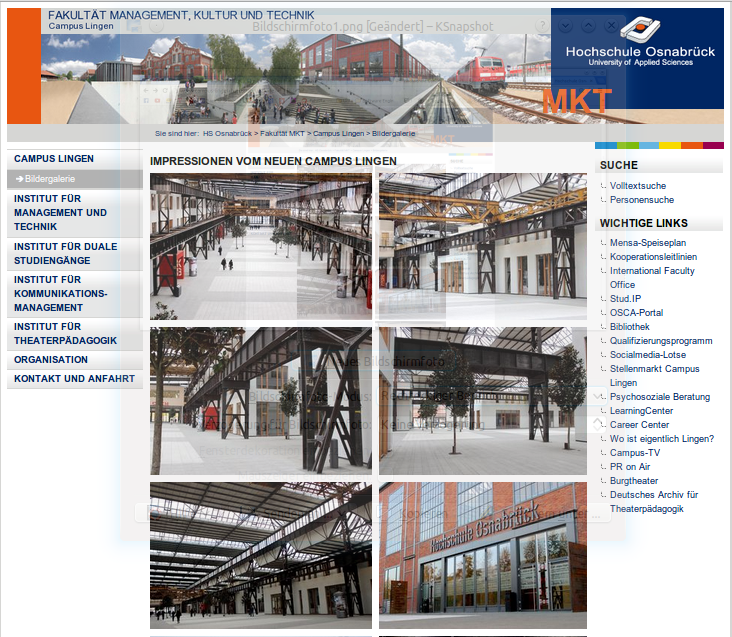 FAKULTÄT MANAGEMENT, KULTUR UND TECHNIK
Campus Lingen
Bildschirmfoto1.png [Geändert] – KSnapshot
Hochschule Osnabrück
University of Applied Sciences
MKT
Sie sind hier: HS Osnabrück > Fakultät MKT > Campus Lingen > Bildergalerie
CAMPUS LINGEN
Bildergalerie
INSTITUT FÜR
MANAGEMENT UND
TECHNIK
INSTITUT FÜR DUALE
STUDIENGÄNGE
INSTITUT FÜR
KOMMUNIKATIONS-
MANAGEMENT
INSTITUT FÜR
THEATERPÄDAGOGIK
ORGANISATION
KONTAKT UND ANFAHRT
IMPRESSIONEN VOM NEUEN CAMPUS LINGEN
Bildschirmfoto
Hochschule Osnabrück
SUCHE
Volltextsuche
Personensuche
WICHTIGE LINKS
Mensa-Speiseplan
Kooperationsleitlinien
International Faculty
Office
Stud.IP
OSCA-Portal
Bibliothek
Qualifizierungsprogramm
Socialmedia-Lotse
Stellenmarkt Campus
Lingen
Psychosoziale Beratung
LearningCenter
Career Center
Wo ist eigentlich Lingen?
Campus-TV
PR on Air
Burgtheater
Deutsches Archiv für
Theaterpädagogik